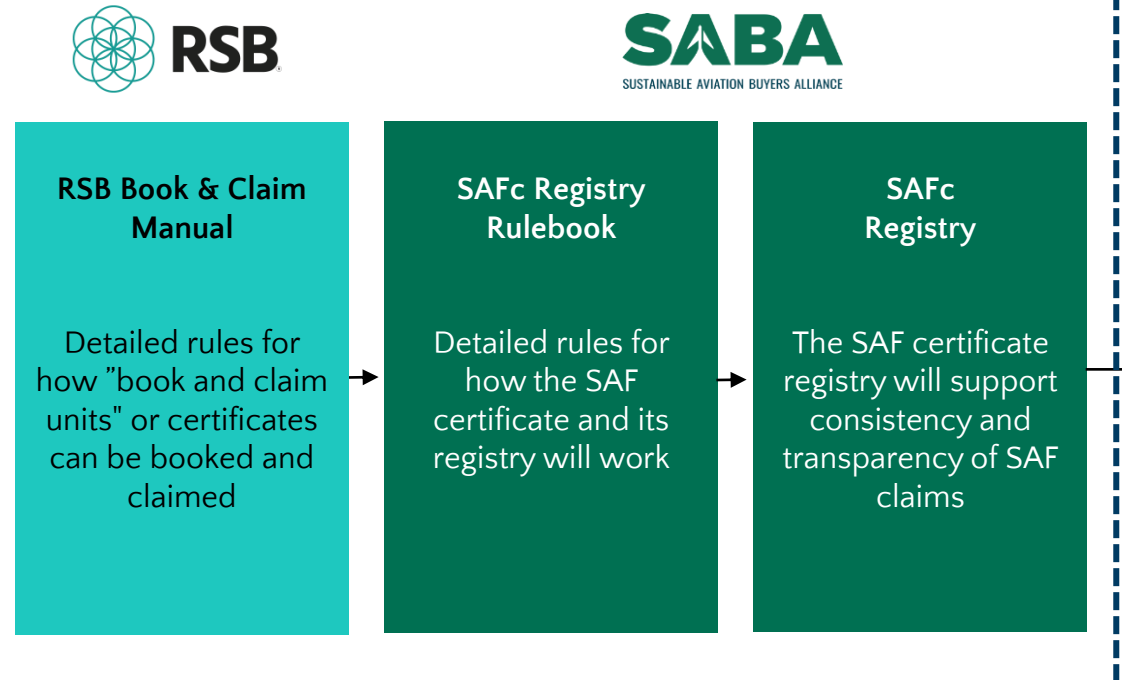 RSB
SABA
SUSTAINABLE AVIATION BUYERS ALLIANCE
RSB Book & Claim
Manual
Detailed rules for
how ”book and claim
units" or certificates
can be booked and
claimed
SAFc Registry
Rulebook
Detailed rules for
how the SAF
certificate and its
registry will work
SAFc
Registry
The SAF certificate
registry will support
consistency and
transparency of SAF
claims